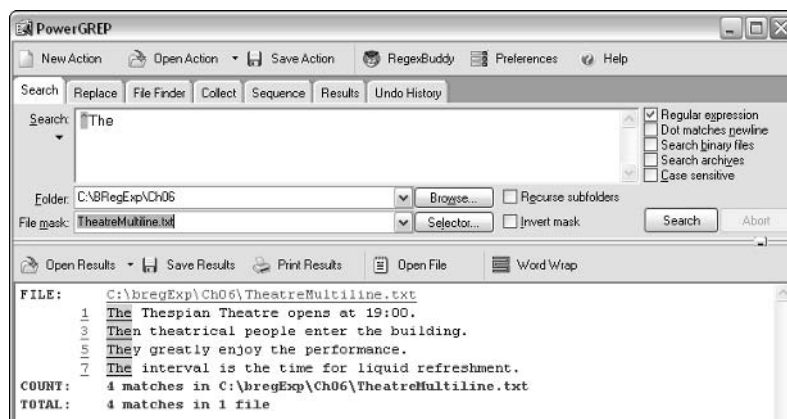 PowerGREP
New Action Open Action Save Action RegexBuddy Preferences Help
Search Replace File Finder Collect Sequence Results Undo History
Search: ^The
Regular expression
Dot matches newline
Search binary files
Search archives
Case sensitive
Folder: C:\BRegExp\Ch06 Browse... Recurse subfolders
File mask: TheatreMultiline.txt Selector... Invert mask Search Abort
Open Results Save Results Print Results Open File Word Wrap
FILE: C:\bregExp\Ch06\TheatreMultiline.txt
1 The Thespian Theatre opens at 19:00.
3 Then theatrical people enter the building.
5 They greatly enjoy the performance.
7 The interval is the time for liquid refreshment.
COUNT: 4 matches in C:\bregExp\Ch06\TheatreMultiline.txt
TOTAL: 4 matches in 1 file